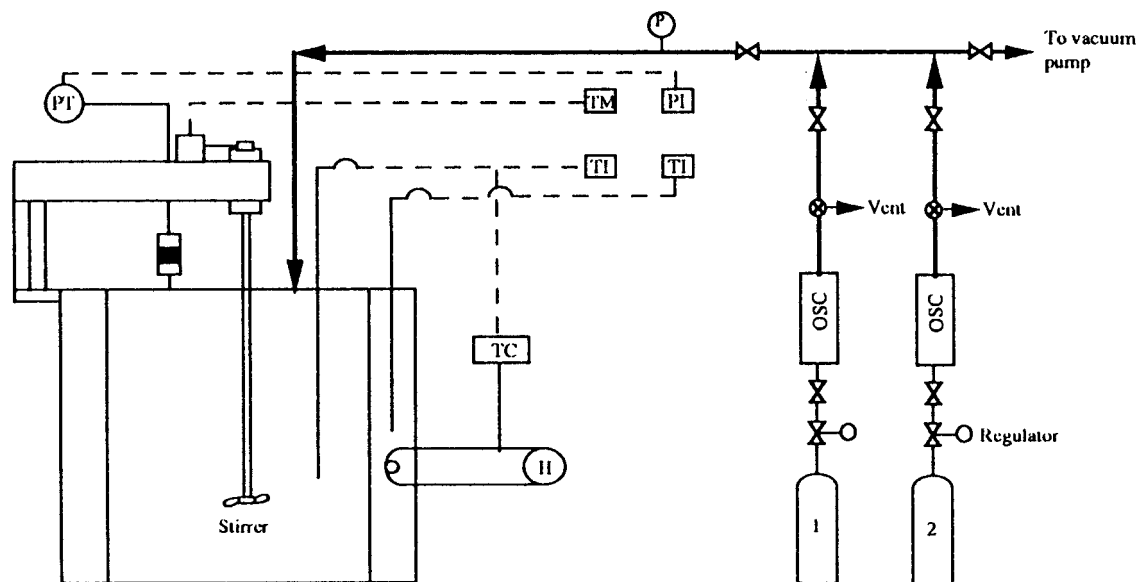 P
To vacuum
pump
PT
TM
PI
TI
TI
Vent
Vent
OSC
OSC
TC
H
Regulator
Stirrer
1
2